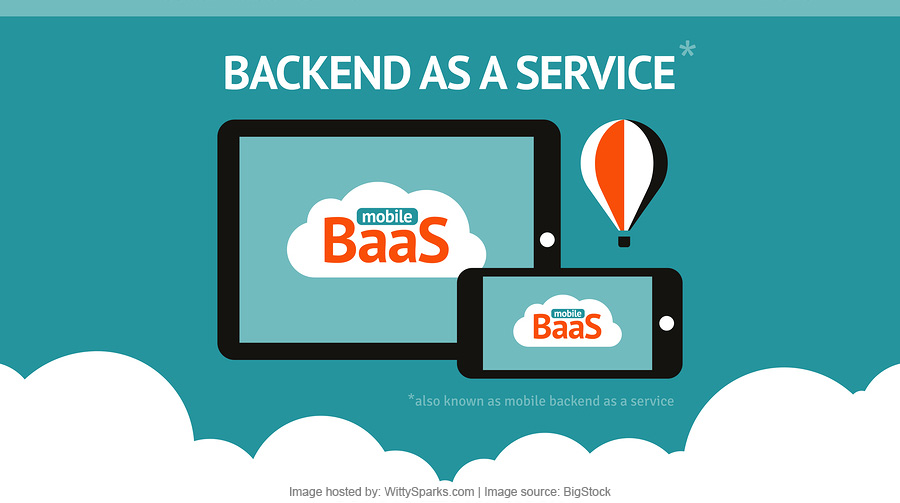 BACKEND AS A SERVICE*
mobile
BaaS
mobile
BaaS
*also known as mobile backend as a service
Image hosted by: WittySparks.com | Image source: BigStock